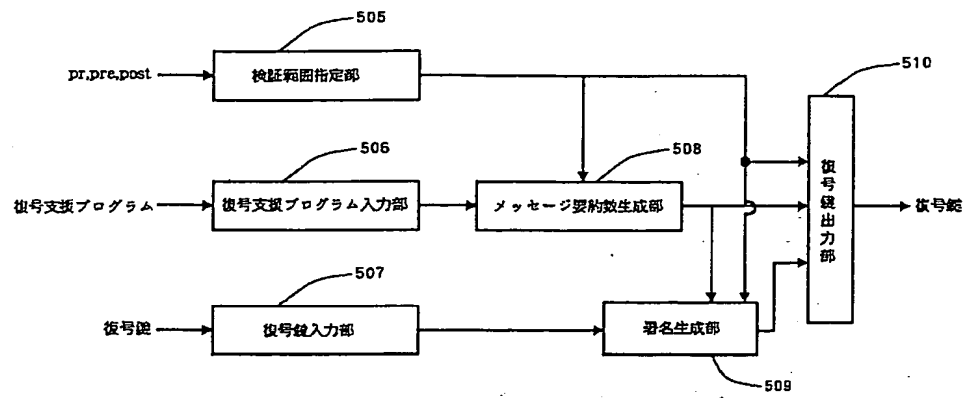 505
pr,pre,post
検証範囲指定部
510
506
508
復号支援プログラム
復号支援プログラム入力部
メッセージ要約数生成部
復号鍵出力部
復号鍵
507
復号鍵
復号鍵入力部
署名生成部
509